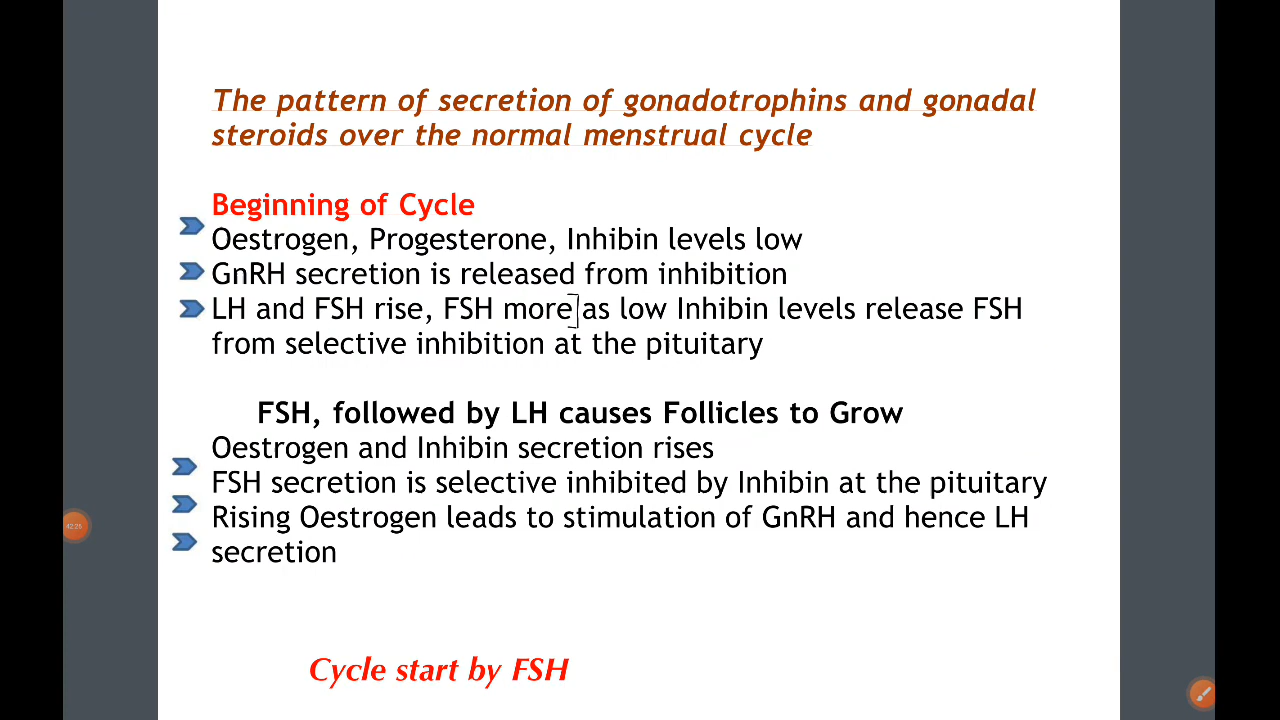 The pattern of secretion of gonadotrophins and gonadal
steroids over the normal menstrual cycle
Beginning of Cycle
Oestrogen, Progesterone, Inhibin levels low
GnRH secretion is released from inhibition
LH and FSH rise, FSH more as low Inhibin levels release FSH
from selective inhibition at the pituitary
FSH, followed by LH causes Follicles to Grow
Oestrogen and Inhibin secretion rises
FSH secretion is selective inhibited by Inhibin at the pituitary
Rising Oestrogen leads to stimulation of GnRH and hence LH
secretion
42:26
Cycle start by FSH